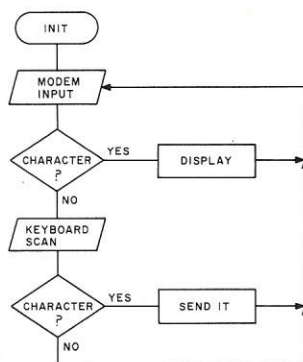 INIT
MODEM
INPUT
CHARACTER
?
YES
DISPLAY
NO
KEYBOARD
SCAN
CHARACTER
?
YES
SEND IT
NO